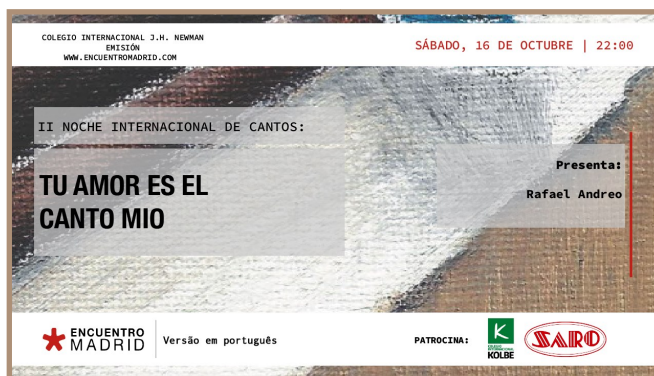 COLEGIO INTERNACIONAL J.H. NEWMAN
EMISIÓN
WWW.ENCUENTROMADRID.COM
SÁBADO, 16 DE OCTUBRE | 22:00
II NOCHE INTERNACIONAL DE CANTOS:
TU AMOR ES EL
CANTO MIO
Presenta:
Rafael Andreo
ENCUENTRO
MADRID
Versão em português
PATROCINA:
KOLBE
SARO